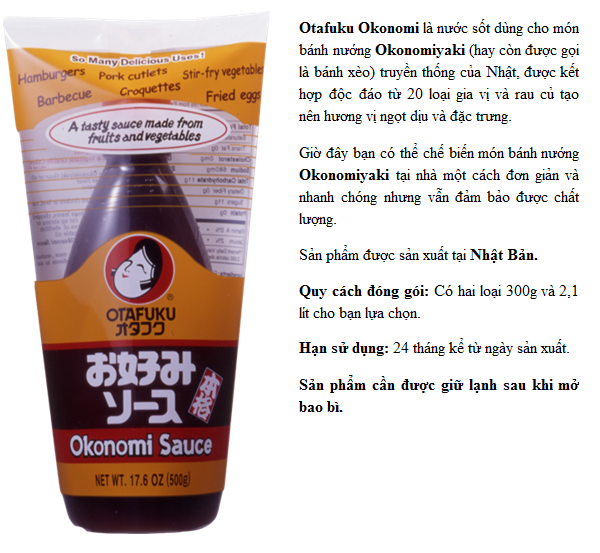 So Many Delicious Uses!
Hamburgers
Pork cutlets
Stir-fry vegetables
Barbecue
Croquettes
Fried eggs
A tasty sauce made from
fruits and vegetables
OTAFUKU
オタフク
お好み
ソース
本格
Okonomi Sauce
NET WT. 17.6 OZ (500g)
Otafuku Okonomi là nước sốt dùng cho món
bánh nướng Okonomiyaki (hay còn được gọi
là bánh xèo) truyền thống của Nhật, được kết
hợp độc đáo từ 20 loại gia vị và rau củ tạo
nên hương vị ngọt dịu và đặc trưng.
Giờ đây bạn có thể chế biến món bánh nướng
Okonomiyaki tại nhà một cách đơn giản và
nhanh chóng nhưng vẫn đảm bảo được chất
lượng.
Sản phẩm được sản xuất tại Nhật Bản.
Quy cách đóng gói: Có hai loại 300g và 2,1
lít cho bạn lựa chọn.
Hạn sử dụng: 24 tháng kể từ ngày sản xuất.
Sản phẩm cần được giữ lạnh sau khi mở
bao bì.